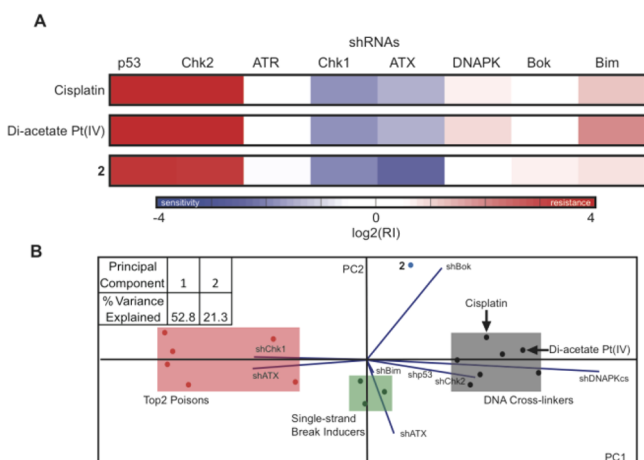 A
shRNAs
p53 Chk2 ATR Chk1 ATX DNAPK Bok Bim
Cisplatin
Di-acetate Pt(IV)
2
sensitivity resistance
-4 0 4
log2(RI)
B
Principal Component 1 2
% Variance Explained 52.8 21.3
PC2
2
shBok
Cisplatin
Di-acetate Pt(IV)
shChk1
shATX
shBim
shp53
shChk2
shDNAPKcs
Top2 Poisons
DNA Cross-linkers
Single-strand
Break Inducers
shATX
PC1